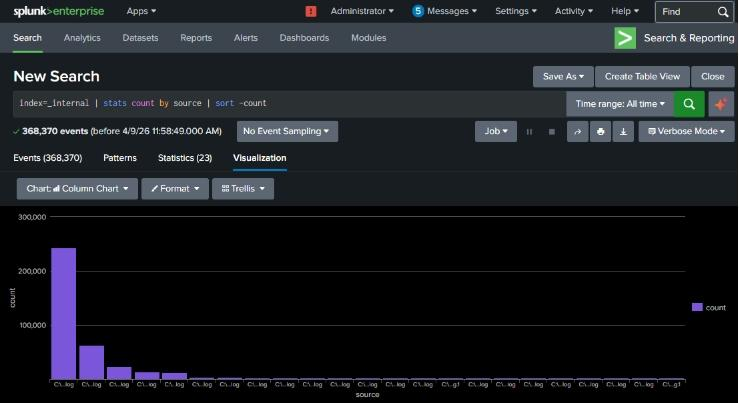 splunk>enterprise Apps ▾ ! Administrator ▾ 5 Messages ▾ Settings ▾ Activity ▾ Help ▾ Find
Search Analytics Datasets Reports Alerts Dashboards Modules > Search & Reporting
New Search Save As ▾ Create Table View Close
index=_internal | stats count by source | sort -count Time range: All time ▾
✓ 368,370 events (before 4/9/26 11:58:49.000 AM) No Event Sampling ▾ Job ▾ Verbose Mode ▾
Events (368,370) Patterns Statistics (23) Visualization
Chart: Column Chart ▾ Format ▾ Trellis ▾
300,000
200,000
100,000
count
C:\...log C:\...log C:\...log C:\...log C:\...log C:\...log C:\...log C:\...log C:\...log C:\...log C:\...log C:\...log C:\...log C:\...log C:\...g.1 C:\...log C:\...log C:\...log C:\...log C:\...log C:\...log C:\...log C:\...g.1
source
count